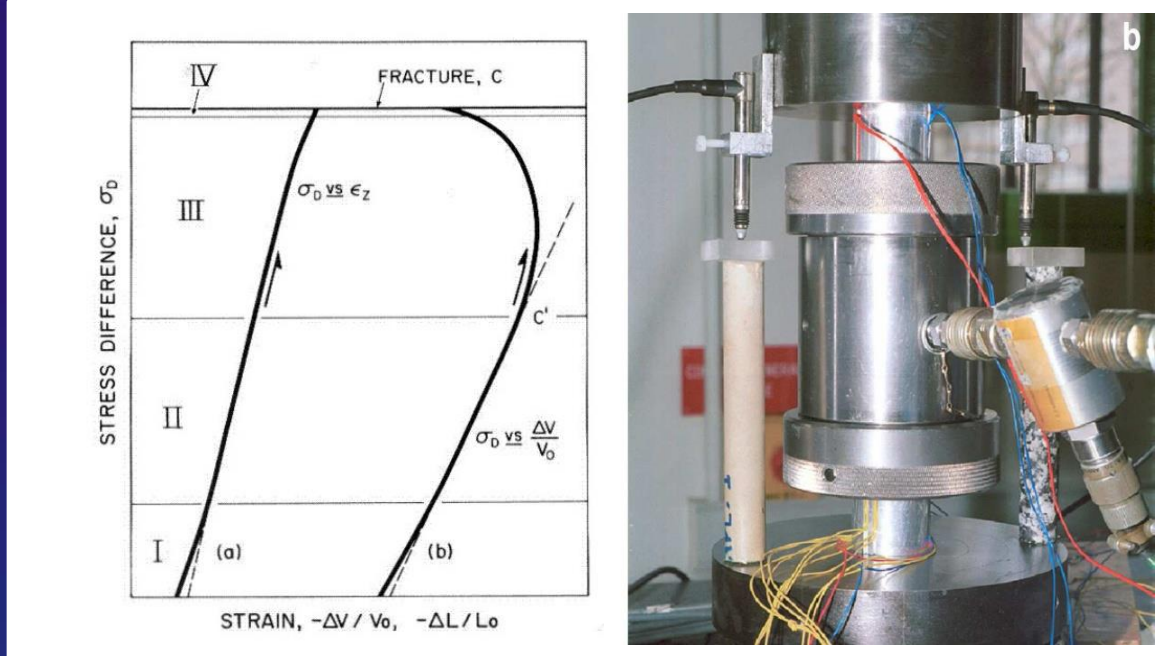 IV
FRACTURE, C
σD vs εZ
III
C'
II
σD vs ΔV/V₀
I
(a)
(b)
STRESS DIFFERENCE, σD
STRAIN, -ΔV/V₀, -ΔL/L₀
b